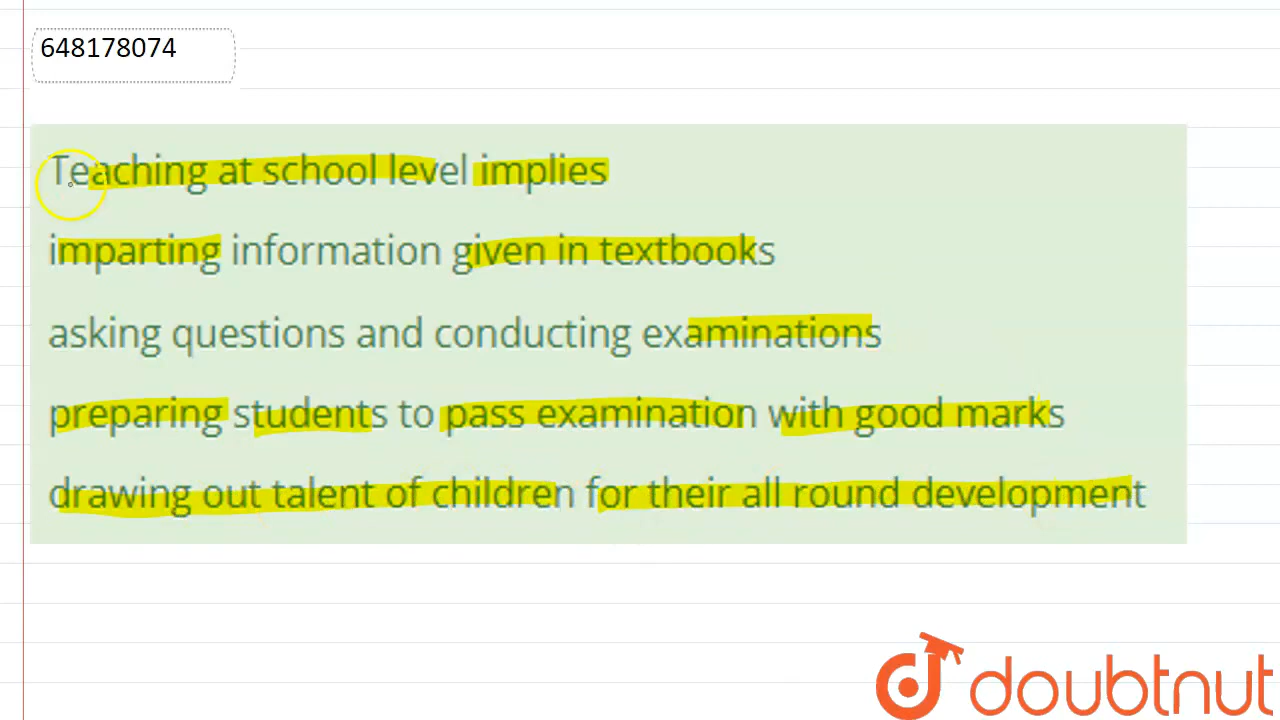 648178074
Teaching at school level implies
imparting information given in textbooks
asking questions and conducting examinations
preparing students to pass examination with good marks
drawing out talent of children for their all round development
doubtnut